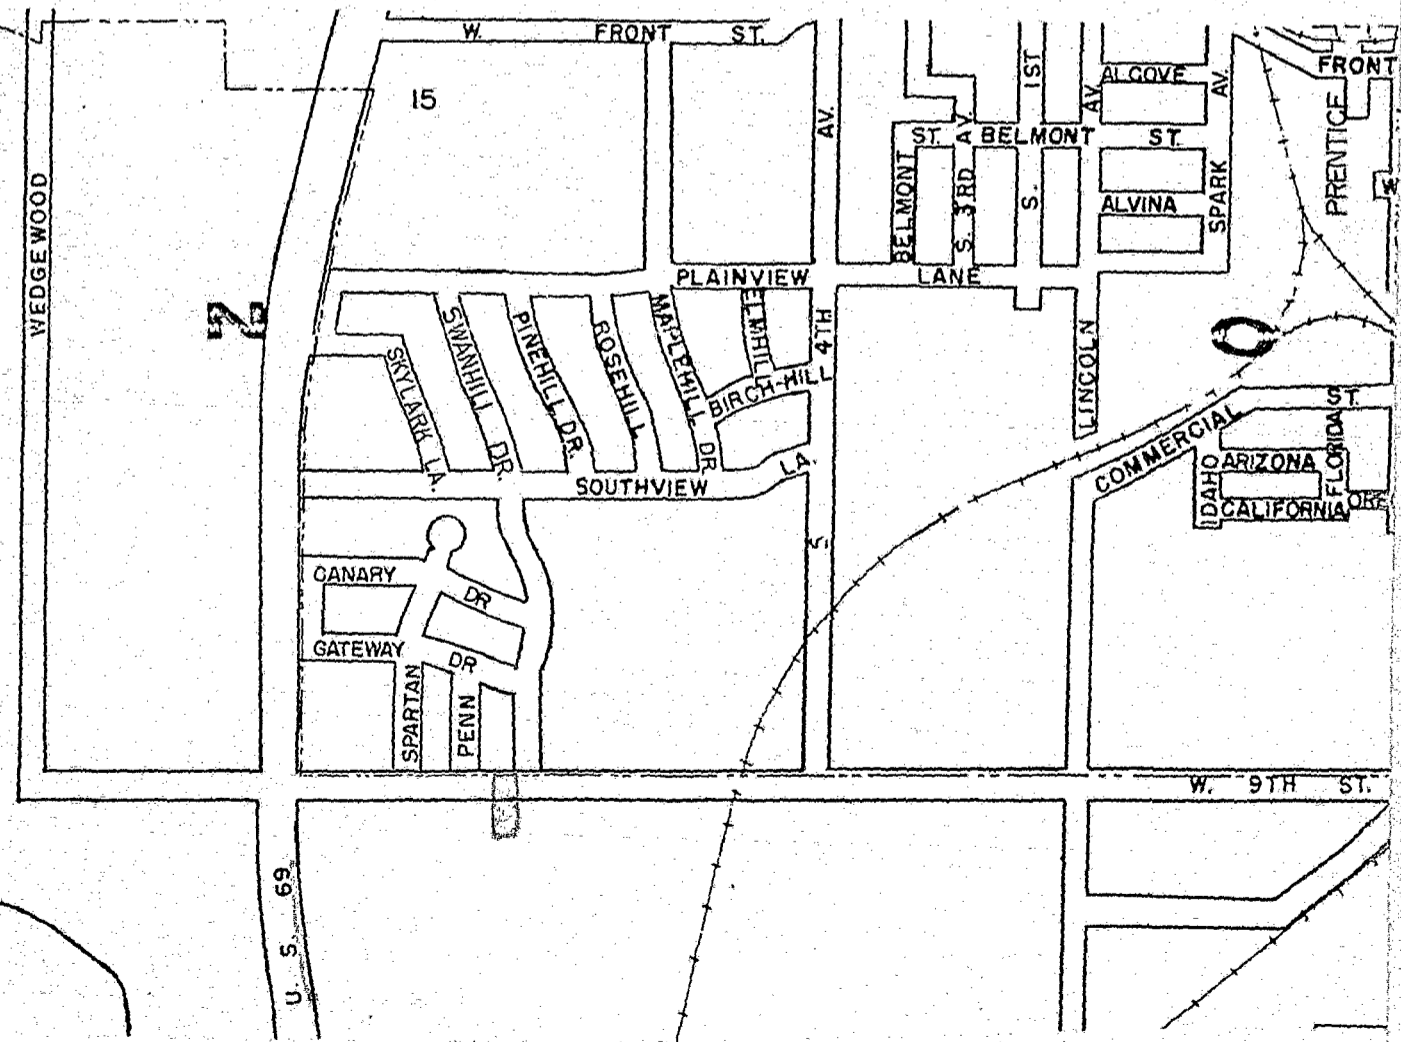 W. FRONT ST.
15
WEDGEWOOD
N
AV.
S. 1ST
AV.
ALCOVE
AV.
FRONT
PRENTICE
ST.
AV.
BELMONT
ST.
BELMONT
S. 3RD
ALVINA
SPARK
W
PLAINVIEW
LANE
SKYLARK LA.
SWANHILL DR.
PINEHILL DR.
ROSEHILL
MAPLEHILL DR.
ELMHILL
BIRCH-HILL
4TH
LINCOLN
COMMERCIAL
ST.
SOUTHVIEW LA.
IDAHO
ARIZONA
FLORIDA
CALIFORNIA
ORE
S.
CANARY DR
GATEWAY DR
SPARTAN
PENN
W. 9TH ST.
U. S. 69